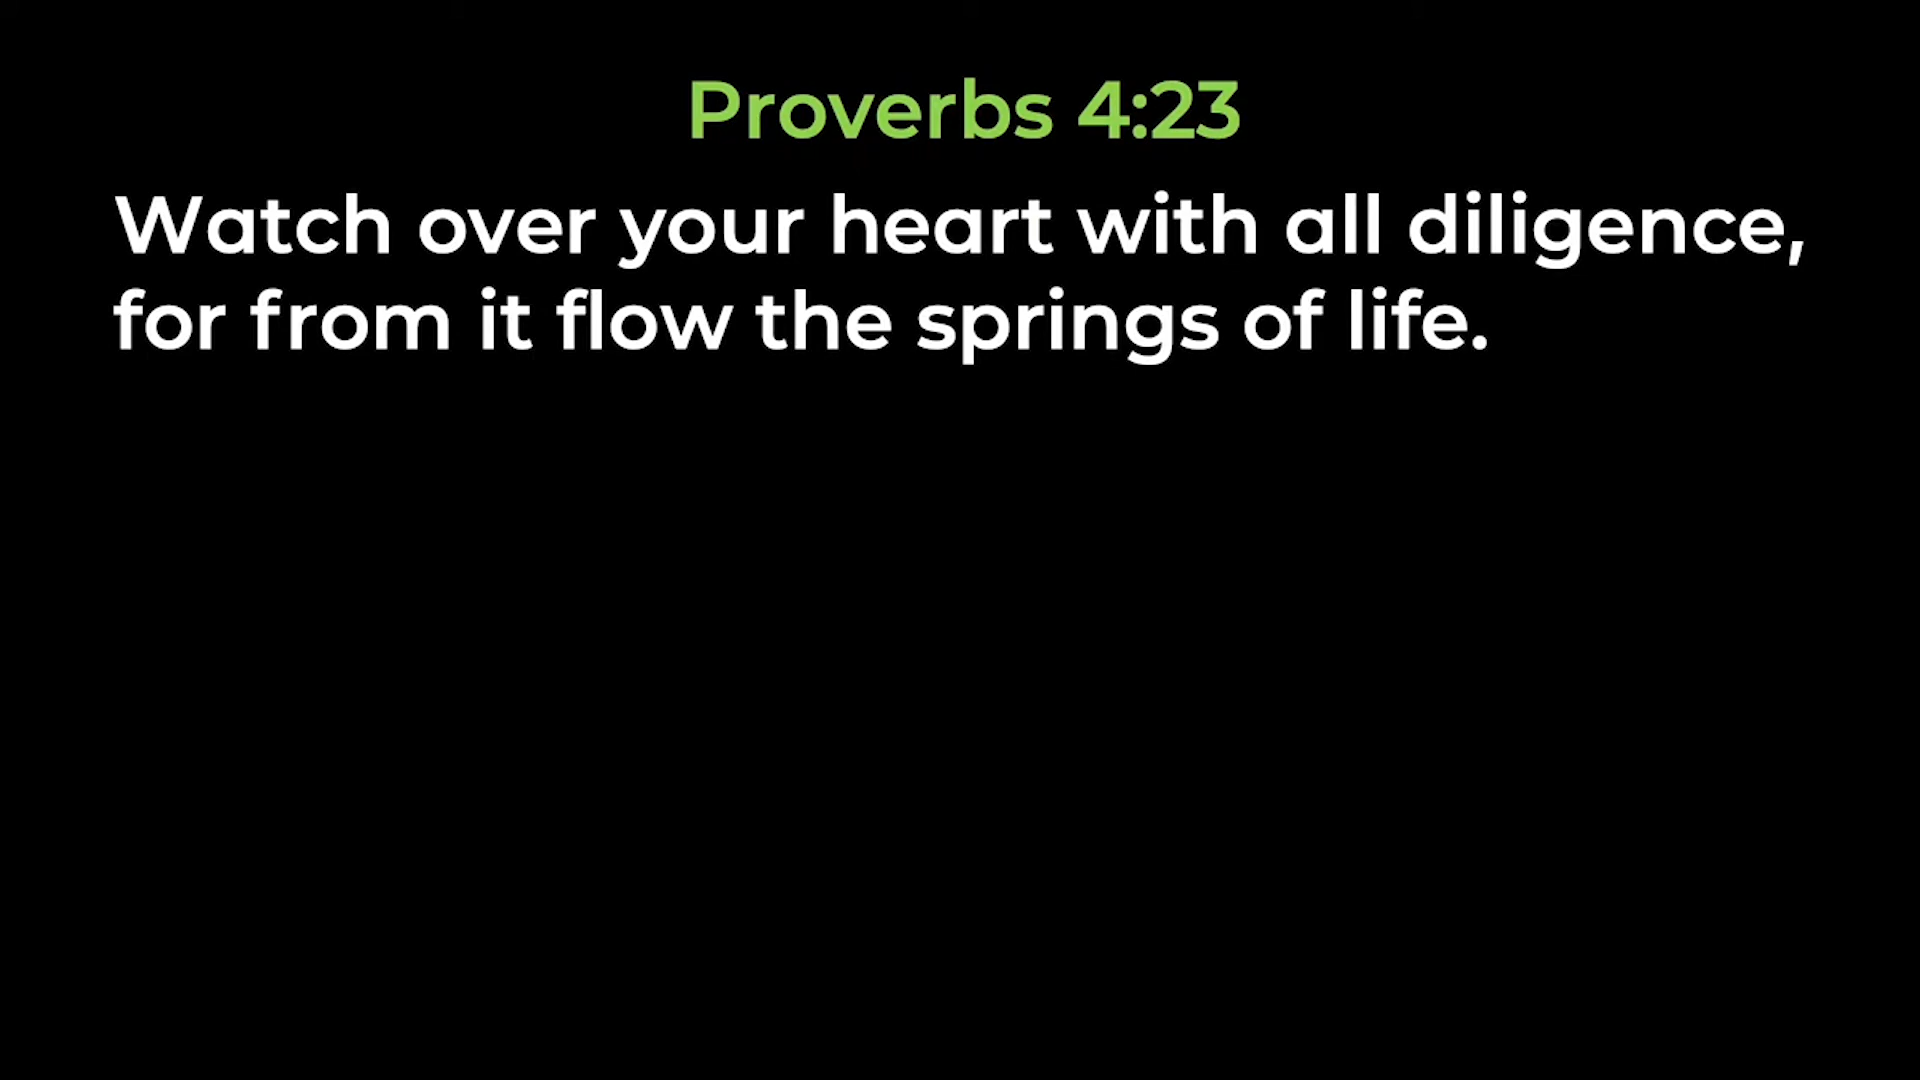 Proverbs 4:23
Watch over your heart with all diligence,
for from it flow the springs of life.